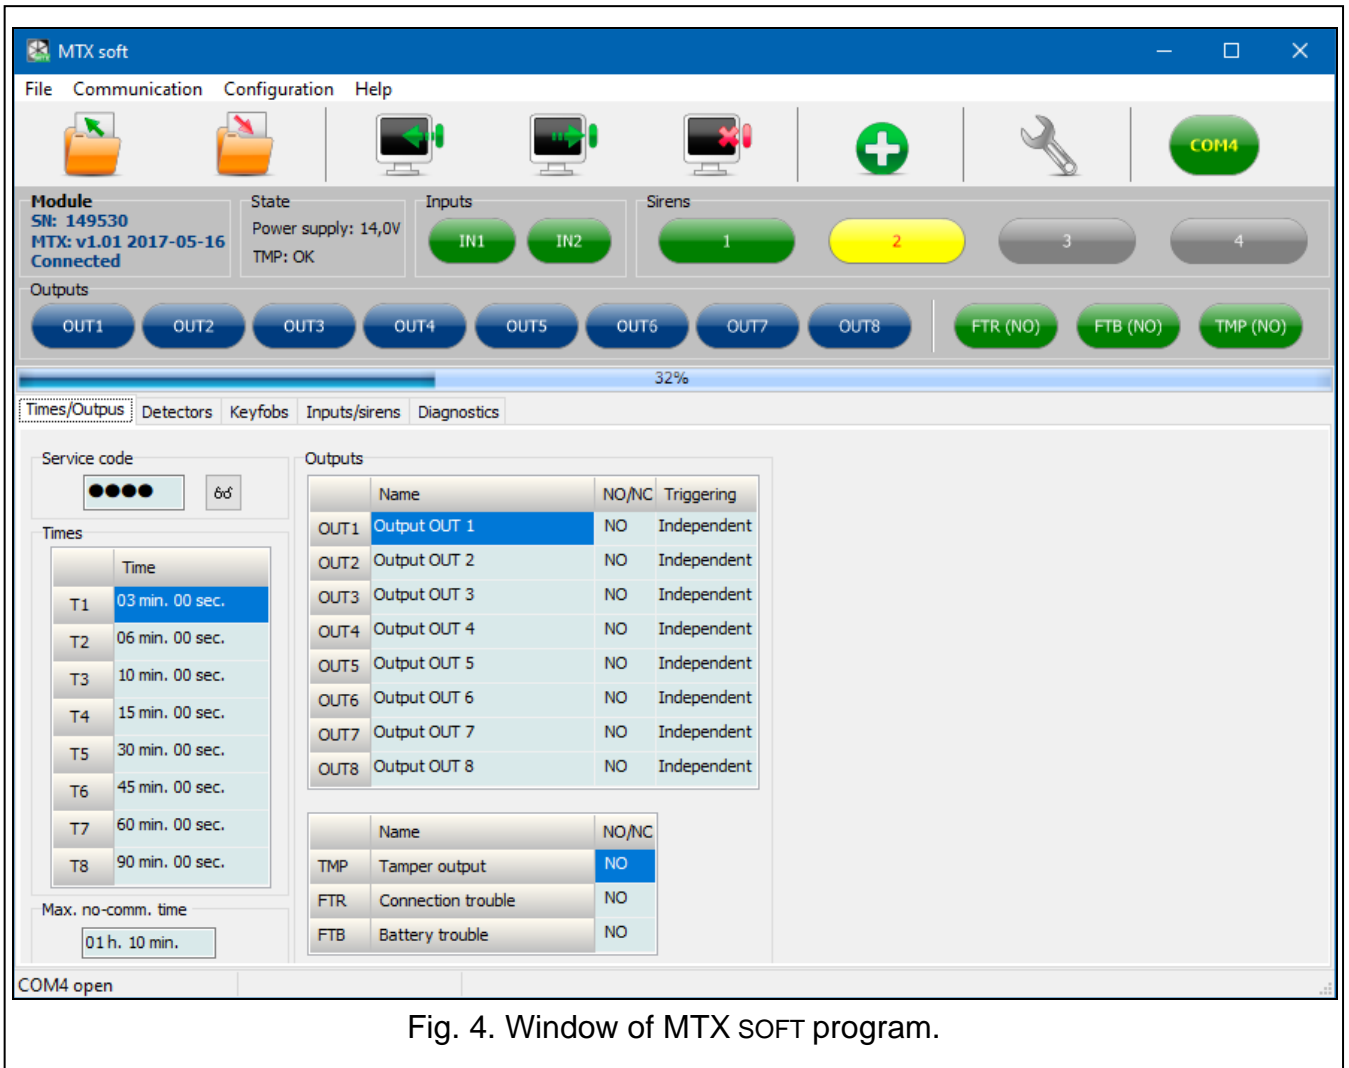 MTX soft
File Communication Configuration Help
COM4
Module
SN: 149530
MTX: v1.01 2017-05-16
Connected
State
Power supply: 14,0V
TMP: OK
Inputs
IN1 IN2
Sirens
1 2 3 4
Outputs
OUT1 OUT2 OUT3 OUT4 OUT5 OUT6 OUT7 OUT8 FTR (NO) FTB (NO) TMP (NO)
32%
Times/Outpus Detectors Keyfobs Inputs/sirens Diagnostics
Service code
●●●●
Times
Time
T1 03 min. 00 sec.
T2 06 min. 00 sec.
T3 10 min. 00 sec.
T4 15 min. 00 sec.
T5 30 min. 00 sec.
T6 45 min. 00 sec.
T7 60 min. 00 sec.
T8 90 min. 00 sec.
Max. no-comm. time
01 h. 10 min.
Outputs
Name NO/NC Triggering
OUT1 Output OUT 1 NO Independent
OUT2 Output OUT 2 NO Independent
OUT3 Output OUT 3 NO Independent
OUT4 Output OUT 4 NO Independent
OUT5 Output OUT 5 NO Independent
OUT6 Output OUT 6 NO Independent
OUT7 Output OUT 7 NO Independent
OUT8 Output OUT 8 NO Independent
Name NO/NC
TMP Tamper output NO
FTR Connection trouble NO
FTB Battery trouble NO
COM4 open
Fig. 4. Window of MTX SOFT program.